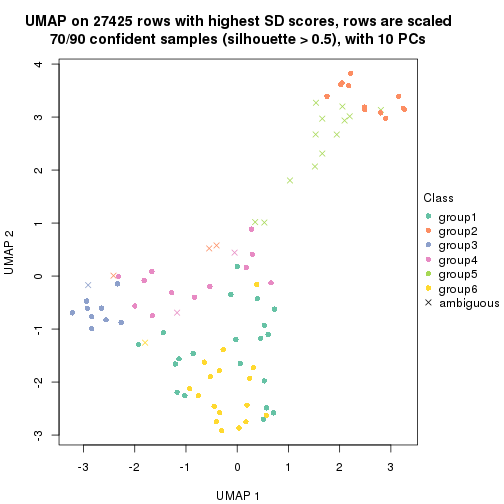 UMAP on 27425 rows with highest SD scores, rows are scaled
70/90 confident samples (silhouette > 0.5), with 10 PCs
UMAP 2
4
3
2
1
0
-1
-2
-3
-3
-2
-1
0
1
2
3
UMAP 1
Class
group1
group2
group3
group4
group5
group6
ambiguous